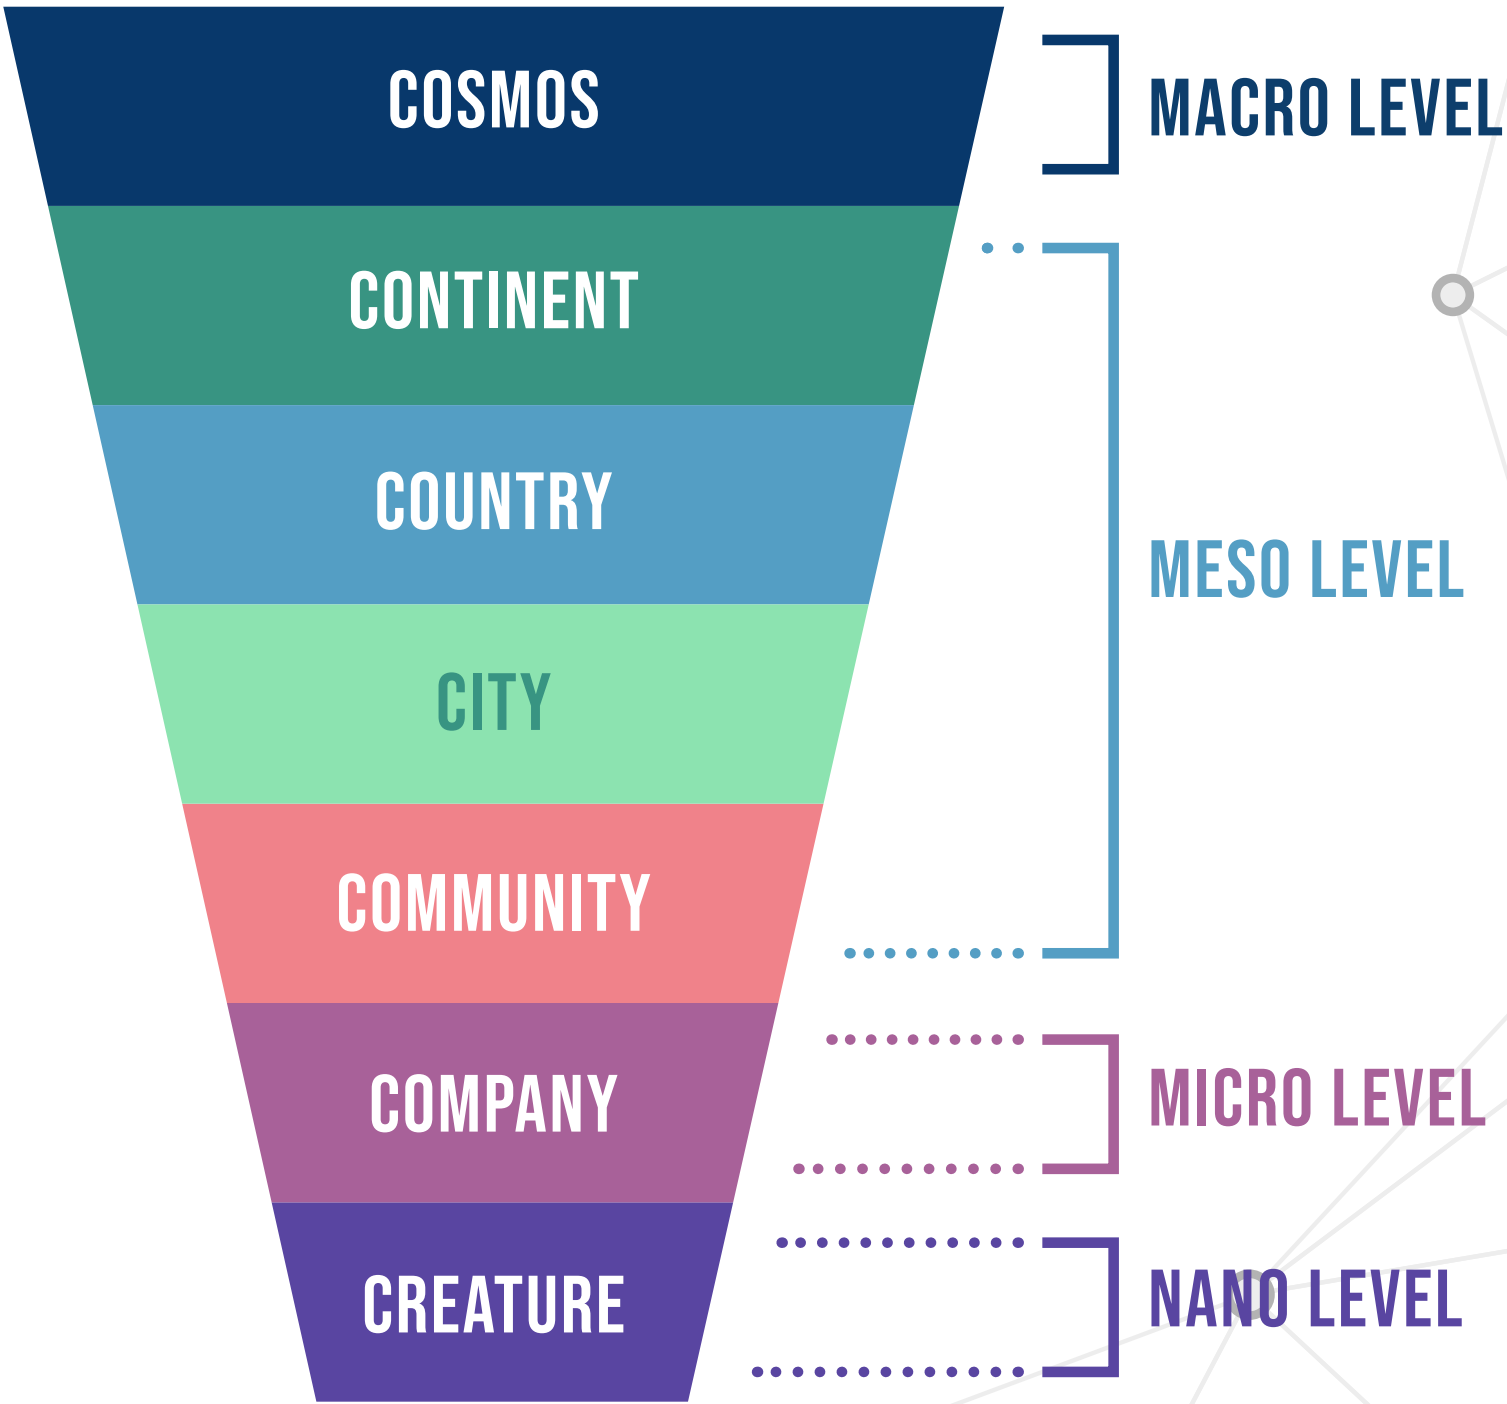 COSMOS
MACRO LEVEL
CONTINENT
COUNTRY
MESO LEVEL
CITY
COMMUNITY
COMPANY
MICRO LEVEL
CREATURE
NANO LEVEL